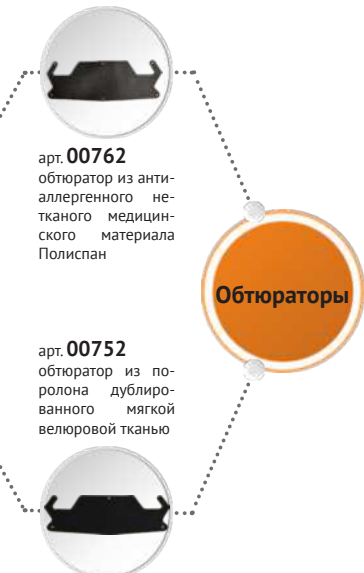 арт. 00762
обтюратор из анти-
аллергенного не-
тканого медицин-
ского материала
Полиспан
Обтюраторы
арт. 00752
обтюратор из по-
ролона дублиро-
ванного мягкой
велюровой тканью